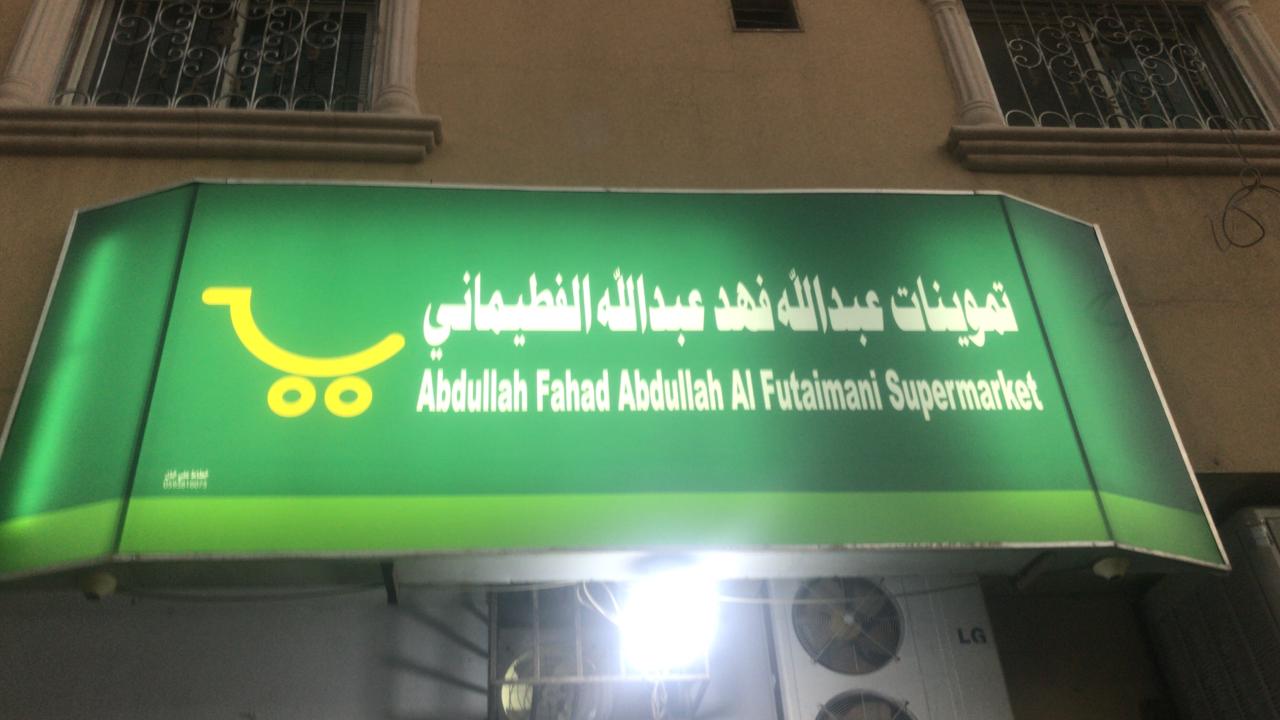 تموينات عبدالله فهد عبدالله الفطيماني
Abdullah Fahad Abdullah Al Futaimani Supermarket
LG